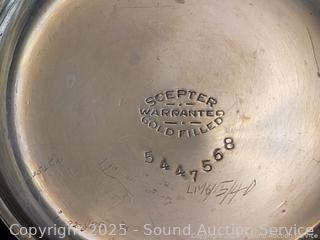 SCEPTER
WARRANTED
GOLD FILLED
5447568
Copyright 2025 - Sound Auction Service